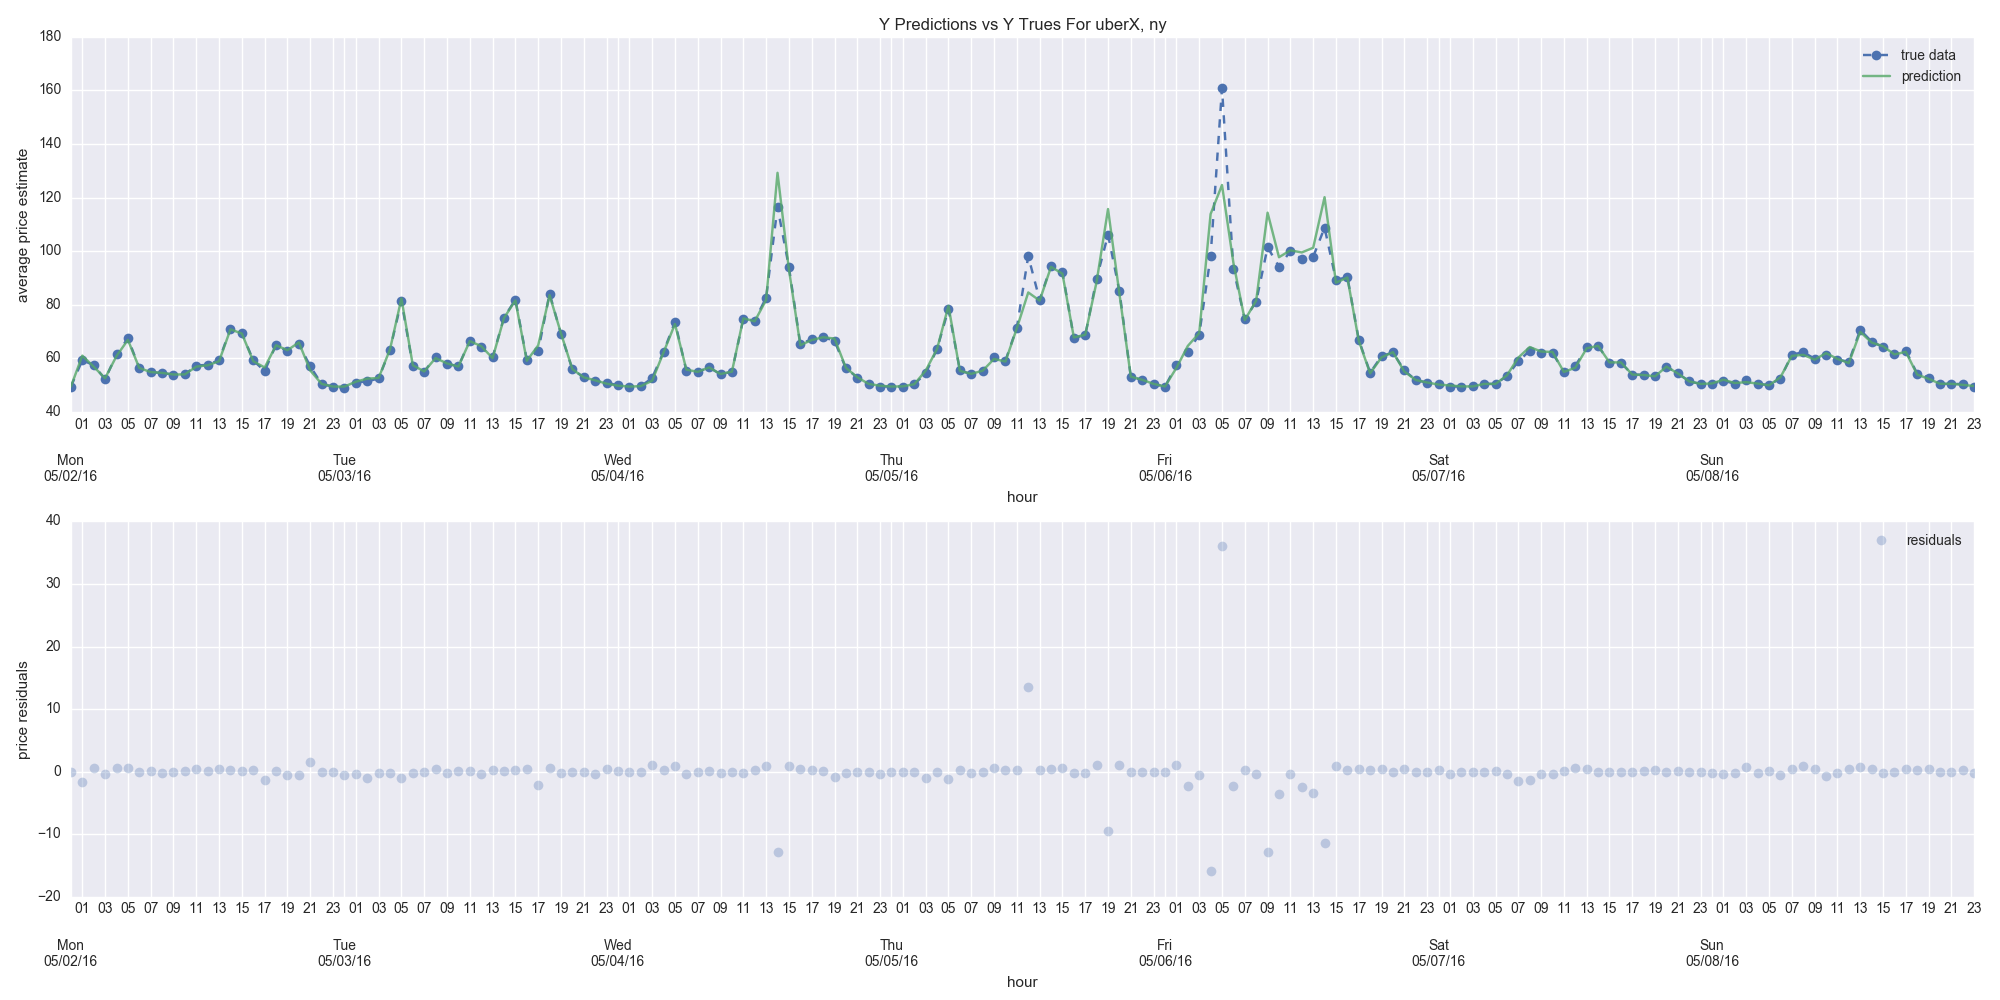 Y Predictions vs Y Trues For uberX, ny
180
160
140
120
100
80
60
40
average price estimate
true data
prediction
01 03 05 07 09 11 13 15 17 19 21 23 01 03 05 07 09 11 13 15 17 19 21 23 01 03 05 07 09 11 13 15 17 19 21 23 01 03 05 07 09 11 13 15 17 19 21 23 01 03 05 07 09 11 13 15 17 19 21 23 01 03 05 07 09 11 13 15 17 19 21 23 01 03 05 07 09 11 13 15 17 19 21 23
Mon Tue Wed Thu Fri Sat Sun
05/02/16 05/03/16 05/04/16 05/05/16 05/06/16 05/07/16 05/08/16
hour
40
30
20
10
0
−10
−20
price residuals
residuals
01 03 05 07 09 11 13 15 17 19 21 23 01 03 05 07 09 11 13 15 17 19 21 23 01 03 05 07 09 11 13 15 17 19 21 23 01 03 05 07 09 11 13 15 17 19 21 23 01 03 05 07 09 11 13 15 17 19 21 23 01 03 05 07 09 11 13 15 17 19 21 23 01 03 05 07 09 11 13 15 17 19 21 23
Mon Tue Wed Thu Fri Sat Sun
05/02/16 05/03/16 05/04/16 05/05/16 05/06/16 05/07/16 05/08/16
hour